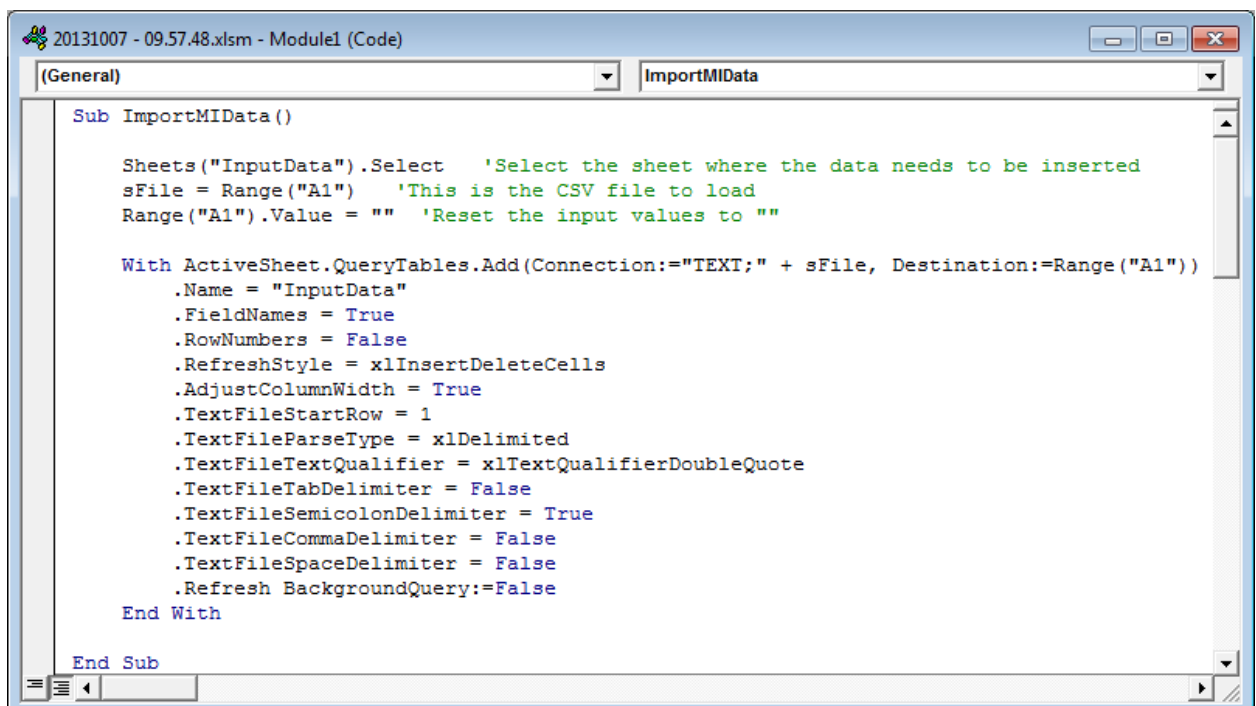 20131007 - 09.57.48.xlsm - Module1 (Code)
(General) ImportMIData
Sub ImportMIData()
Sheets("InputData").Select 'Select the sheet where the data needs to be inserted
sFile = Range("A1") 'This is the CSV file to load
Range("A1").Value = "" 'Reset the input values to ""
With ActiveSheet.QueryTables.Add(Connection:="TEXT;" + sFile, Destination:=Range("A1"))
.Name = "InputData"
.FieldNames = True
.RowNumbers = False
.RefreshStyle = xlInsertDeleteCells
.AdjustColumnWidth = True
.TextFileStartRow = 1
.TextFileParseType = xlDelimited
.TextFileTextQualifier = xlTextQualifierDoubleQuote
.TextFileTabDelimiter = False
.TextFileSemicolonDelimiter = True
.TextFileCommaDelimiter = False
.TextFileSpaceDelimiter = False
.Refresh BackgroundQuery:=False
End With
End Sub